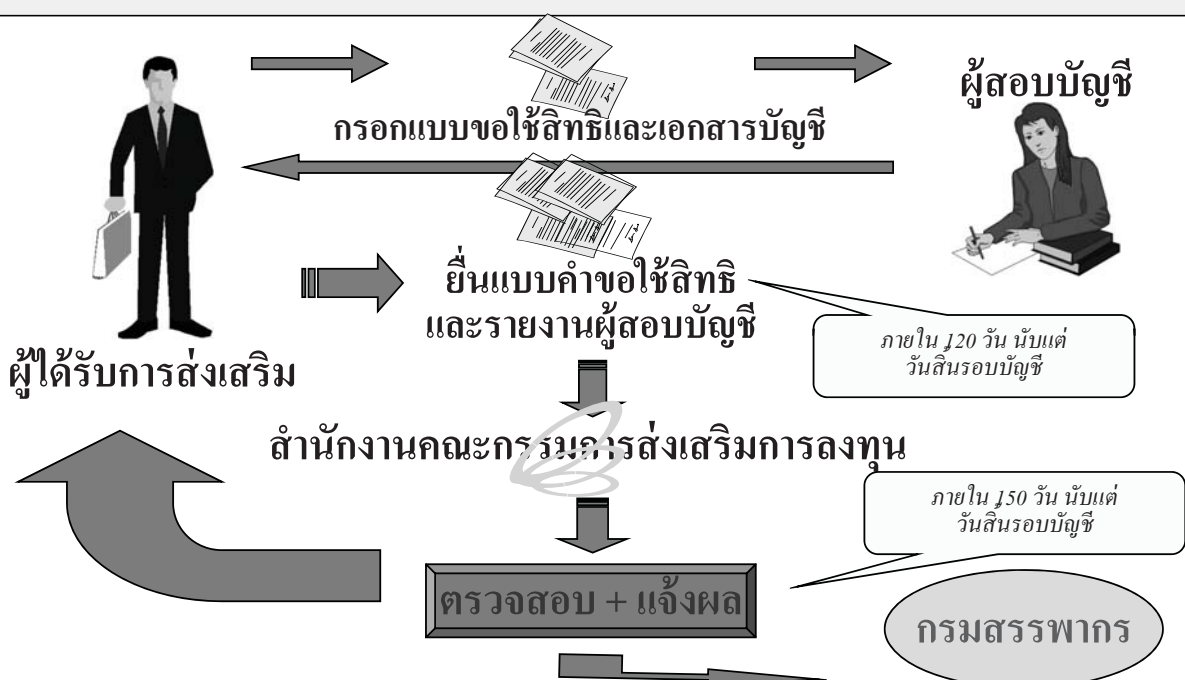 ผู้สอบบัญชี
กรอกแบบขอใช้สิทธิและเอกสารบัญชี
ยื่นแบบคำขอใช้สิทธิ
และรายงานผู้สอบบัญชี
ภายใน 120 วัน นับแต่
วันสิ้นรอบบัญชี
ผู้ได้รับการส่งเสริม
สำนักงานคณะกรรมการส่งเสริมการลงทุน
ภายใน 150 วัน นับแต่
วันสิ้นรอบบัญชี
ตรวจสอบ + แจ้งผล
กรมสรรพากร